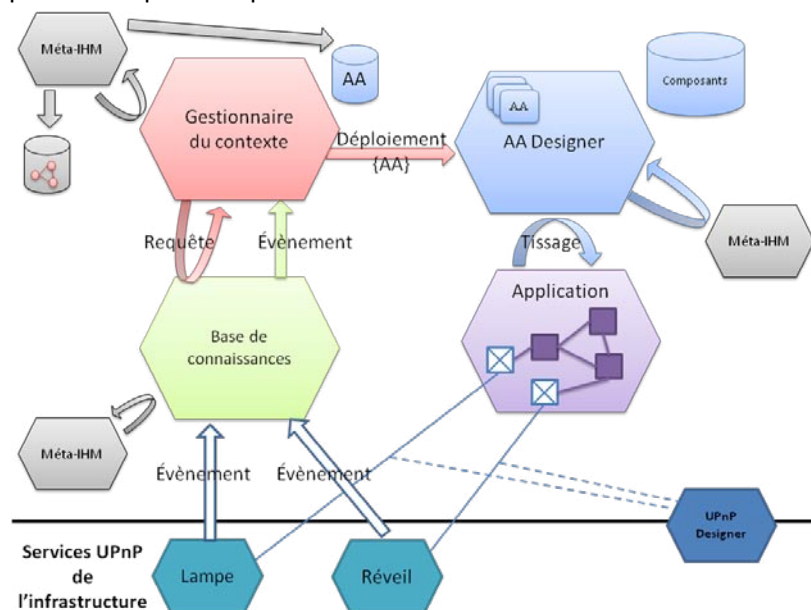 Méta-IHM
AA
Gestionnaire
du contexte
Déploiement
{AA}
AA
AA Designer
Composants
Requête
Évènement
Tissage
Méta-IHM
Base de
connaissances
Application
Méta-IHM
Évènement
Évènement
UPnP
Designer
Services UPnP
de
l’infrastructure
Lampe
Réveil